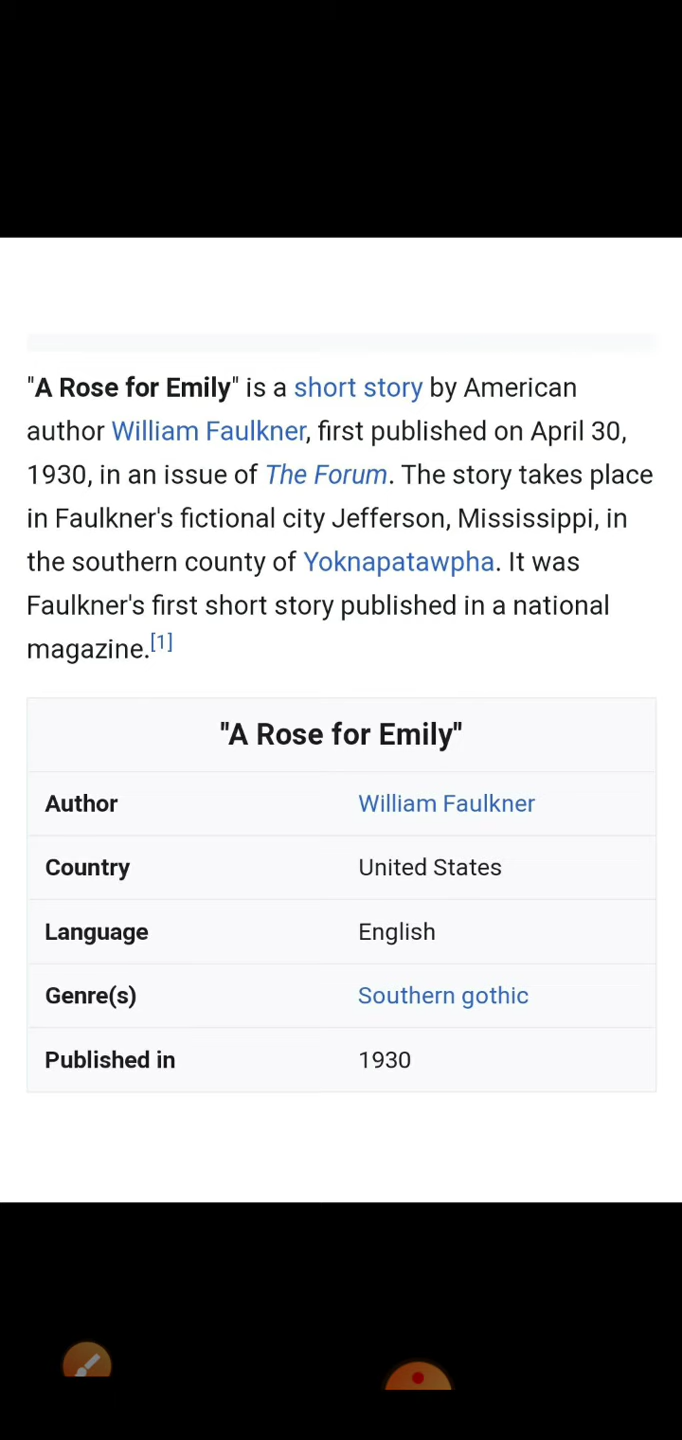 "A Rose for Emily" is a short story by American
author William Faulkner, first published on April 30,
1930, in an issue of The Forum. The story takes place
in Faulkner's fictional city Jefferson, Mississippi, in
the southern county of Yoknapatawpha. It was
Faulkner's first short story published in a national
magazine.[1]
"A Rose for Emily"
Author William Faulkner
Country United States
Language English
Genre(s) Southern gothic
Published in 1930